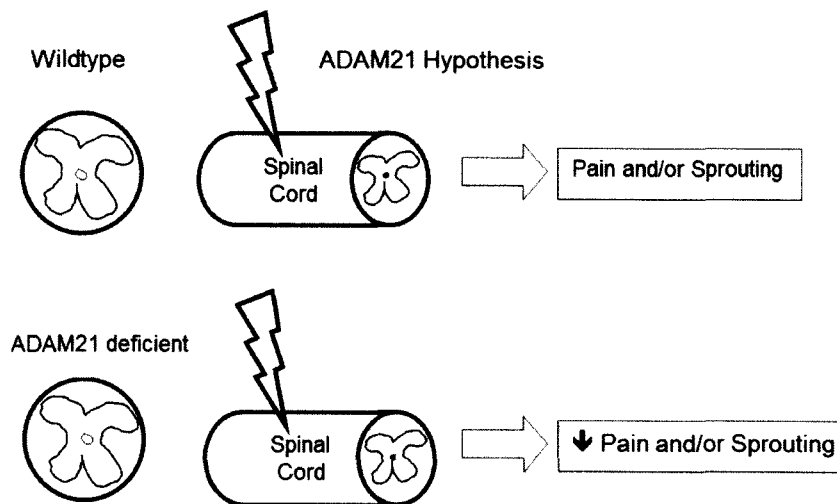 Wildtype
ADAM21 Hypothesis
Spinal
Cord
Pain and/or Sprouting
ADAM21 deficient
Spinal
Cord
🡇 Pain and/or Sprouting